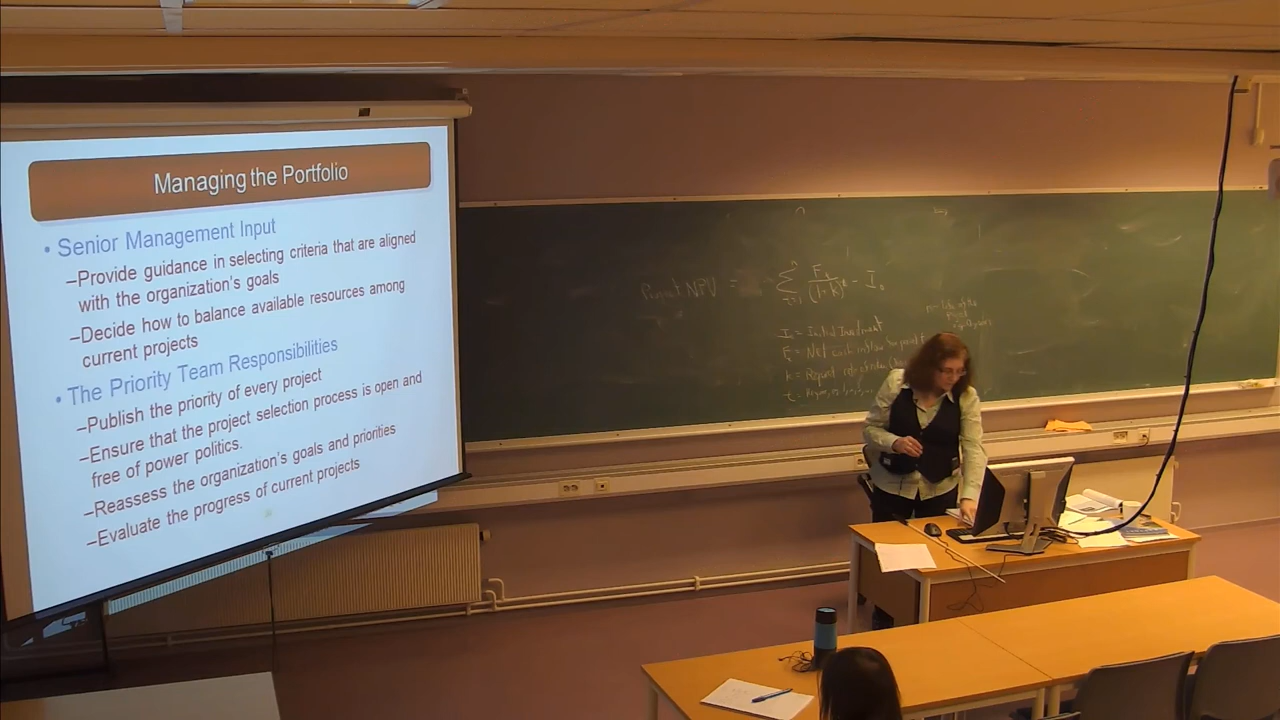 Managing the Portfolio
• Senior Management Input
–Provide guidance in selecting criteria that are aligned
with the organization's goals
–Decide how to balance available resources among
current projects
• The Priority Team Responsibilities
–Publish the priority of every project
–Ensure that the project selection process is open and
free of power politics.
–Reassess the organization's goals and priorities
–Evaluate the progress of current projects
Project NPV =
I₀ = Initial Investment
= Net cash inflow
k =
t =